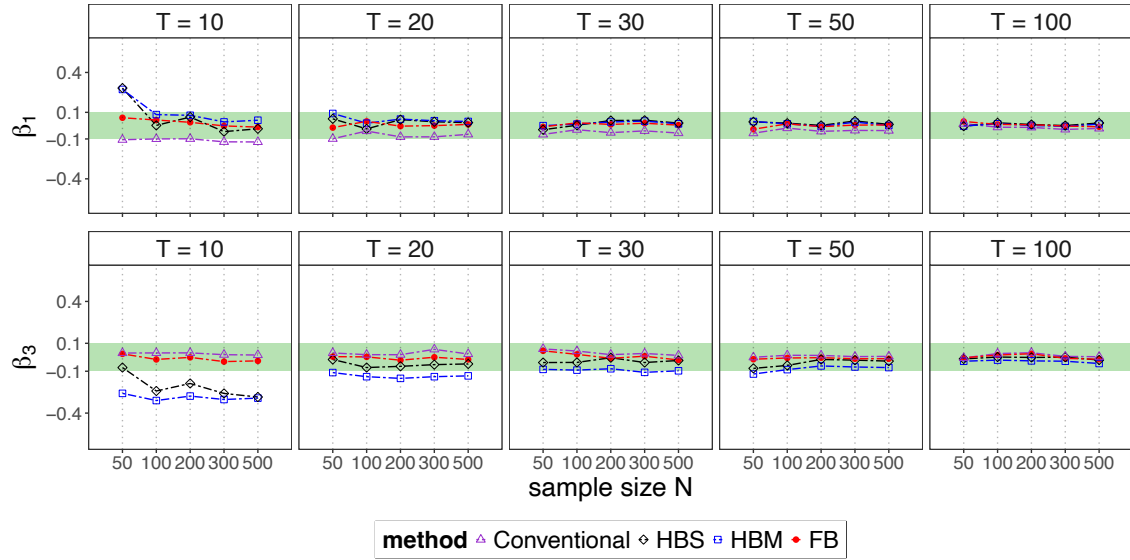 T = 10 T = 20 T = 30 T = 50 T = 100
0.4
0.1
−0.1
−0.4
β1
T = 10 T = 20 T = 30 T = 50 T = 100
0.4
0.1
−0.1
−0.4
β3
50 100 200 300 500 50 100 200 300 500 50 100 200 300 500 50 100 200 300 500 50 100 200 300 500
sample size N
method Conventional HBS HBM FB